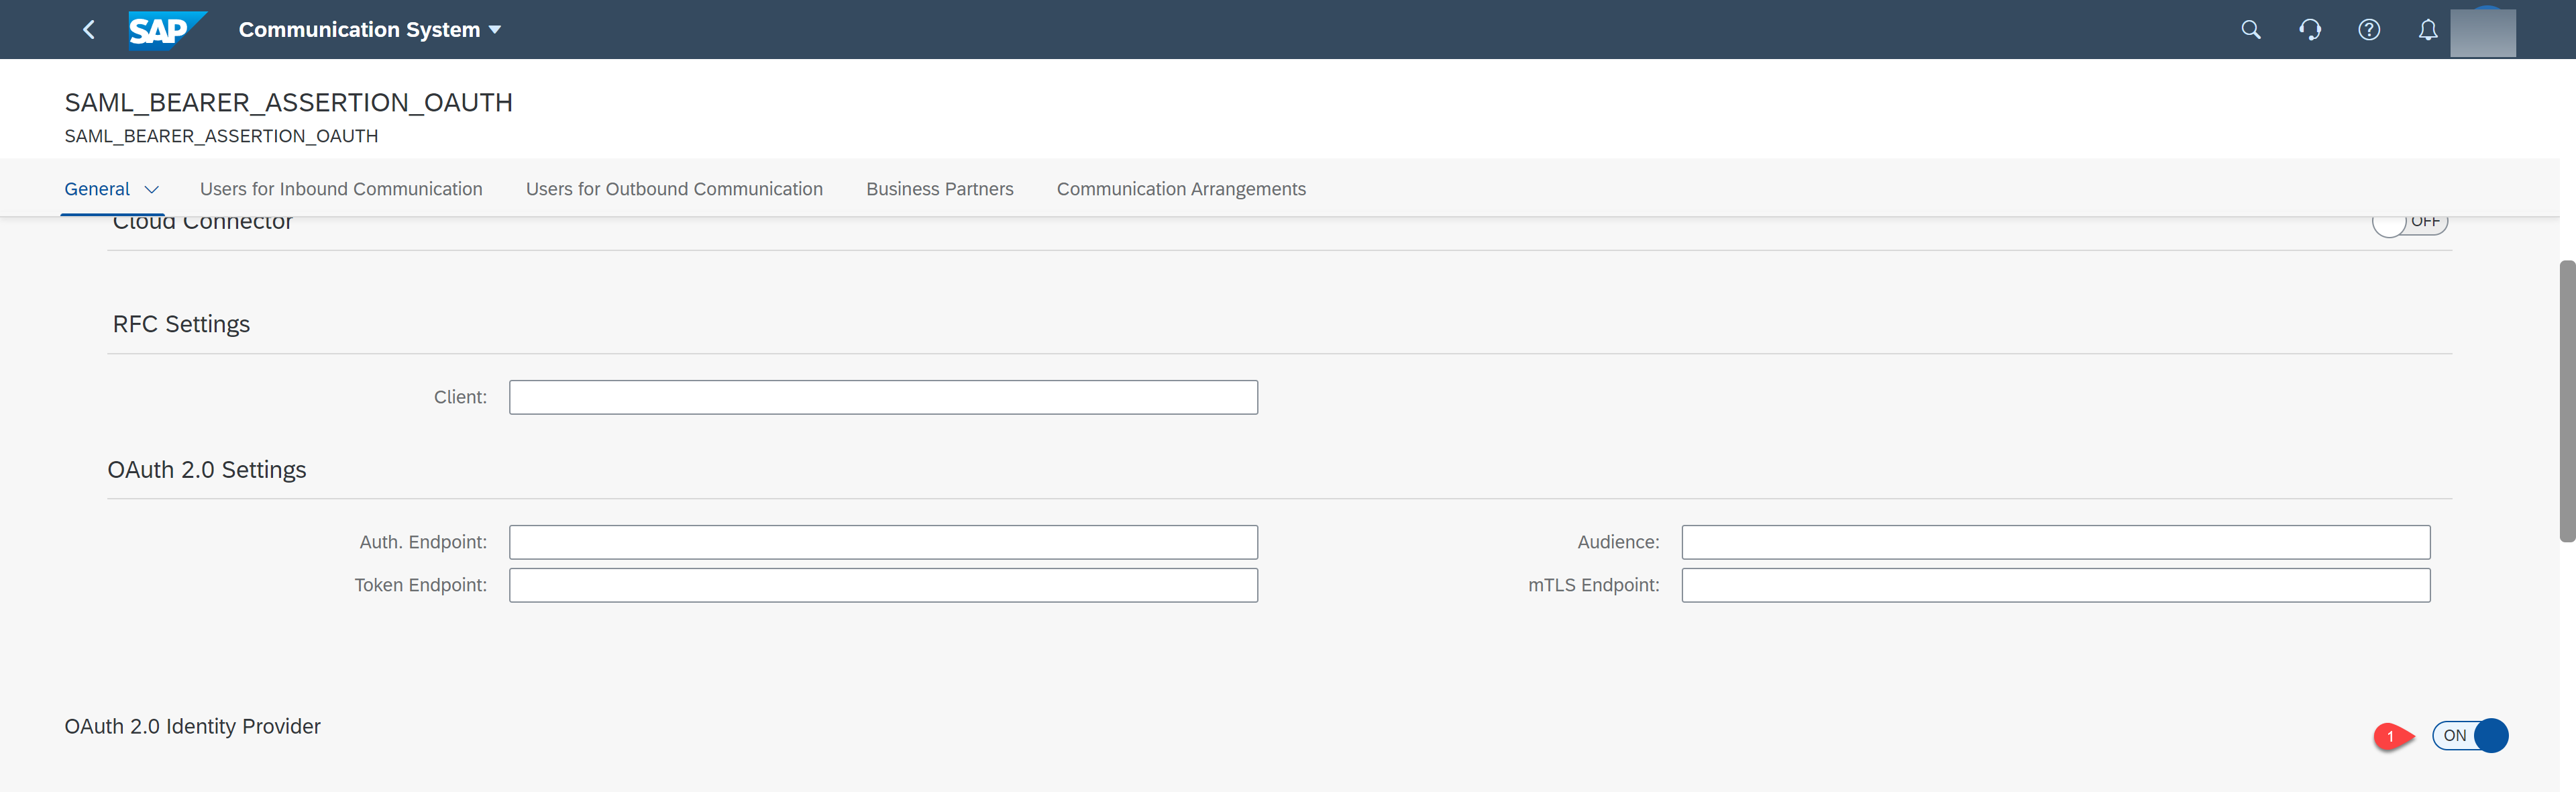 SAP
Communication System
SAML_BEARER_ASSERTION_OAUTH
SAML_BEARER_ASSERTION_OAUTH
General
Users for Inbound Communication
Users for Outbound Communication
Business Partners
Communication Arrangements
Cloud Connector
OFF
RFC Settings
Client:
OAuth 2.0 Settings
Auth. Endpoint:
Audience:
Token Endpoint:
mTLS Endpoint:
OAuth 2.0 Identity Provider
1
ON